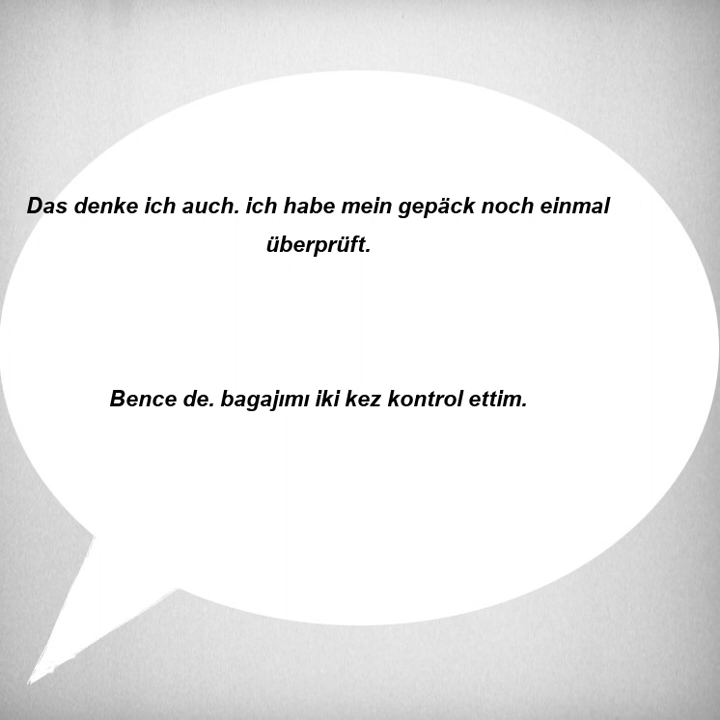 Das denke ich auch. ich habe mein gepäck noch einmal
überprüft.
Bence de. bagajımı iki kez kontrol ettim.